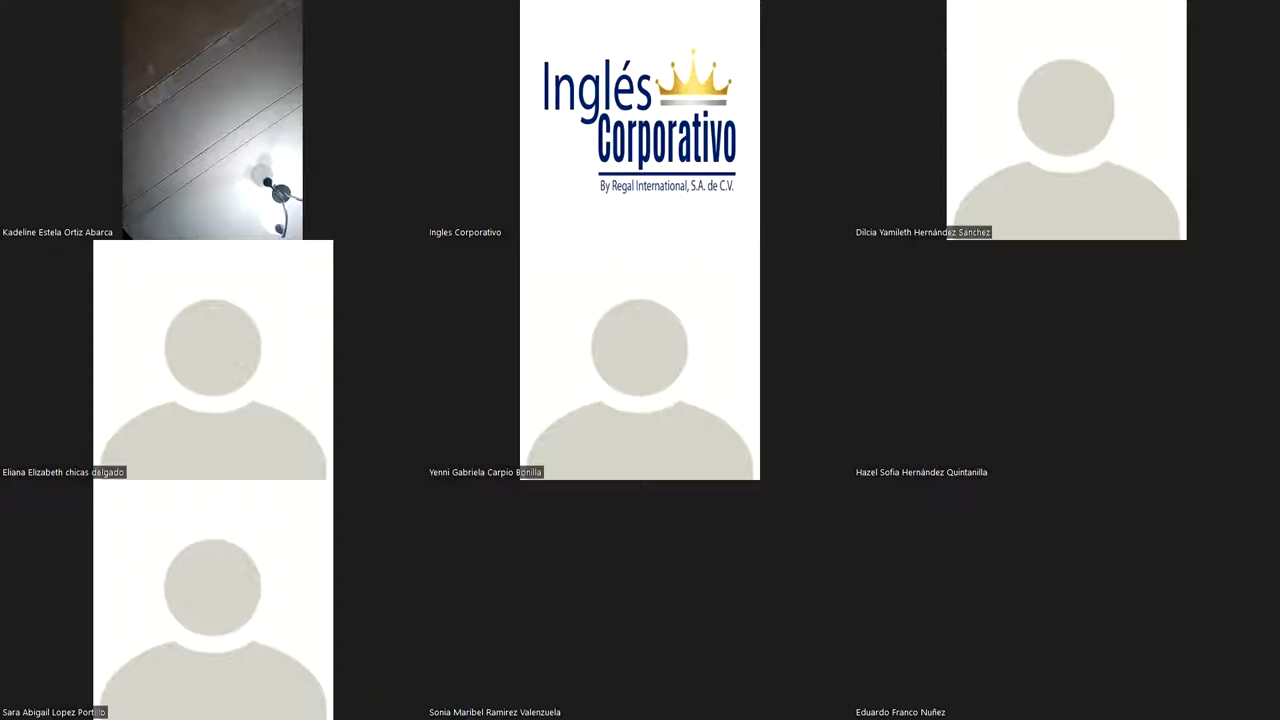 Inglés
Corporativo
By Regal International, S.A. de C.V.
Kadeline Estela Ortiz Abarca
Ingles Corporativo
Dilcia Yamileth Hernández Sánchez
Eliana Elizabeth chicas delgado
Yenni Gabriela Carpio Bonilla
Hazel Sofia Hernández Quintanilla
Sara Abigail Lopez Portillo
Sonia Maribel Ramirez Valenzuela
Eduardo Franco Nuñez